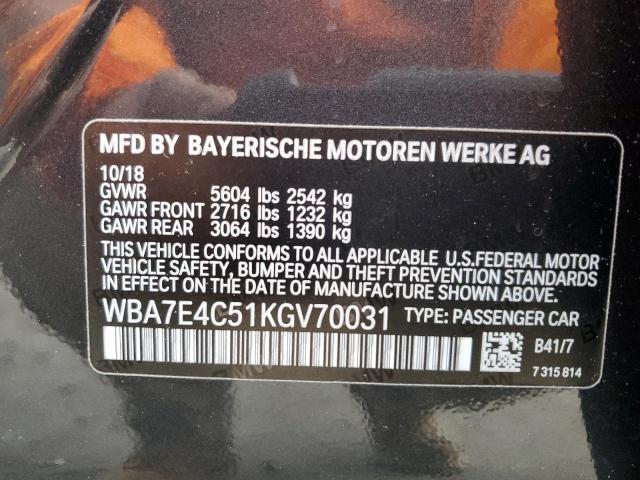 MFD BY BAYERISCHE MOTOREN WERKE AG
10/18
GVWR 5604 lbs 2542 kg
GAWR FRONT 2716 lbs 1232 kg
GAWR REAR 3064 lbs 1390 kg
THIS VEHICLE CONFORMS TO ALL APPLICABLE U.S.FEDERAL MOTOR
VEHICLE SAFETY, BUMPER AND THEFT PREVENTION STANDARDS
IN EFFECT ON THE DATE OF MANUFACTURE SHOWN ABOVE.
WBA7E4C51KGV70031 TYPE: PASSENGER CAR
B41/7
7 315 814